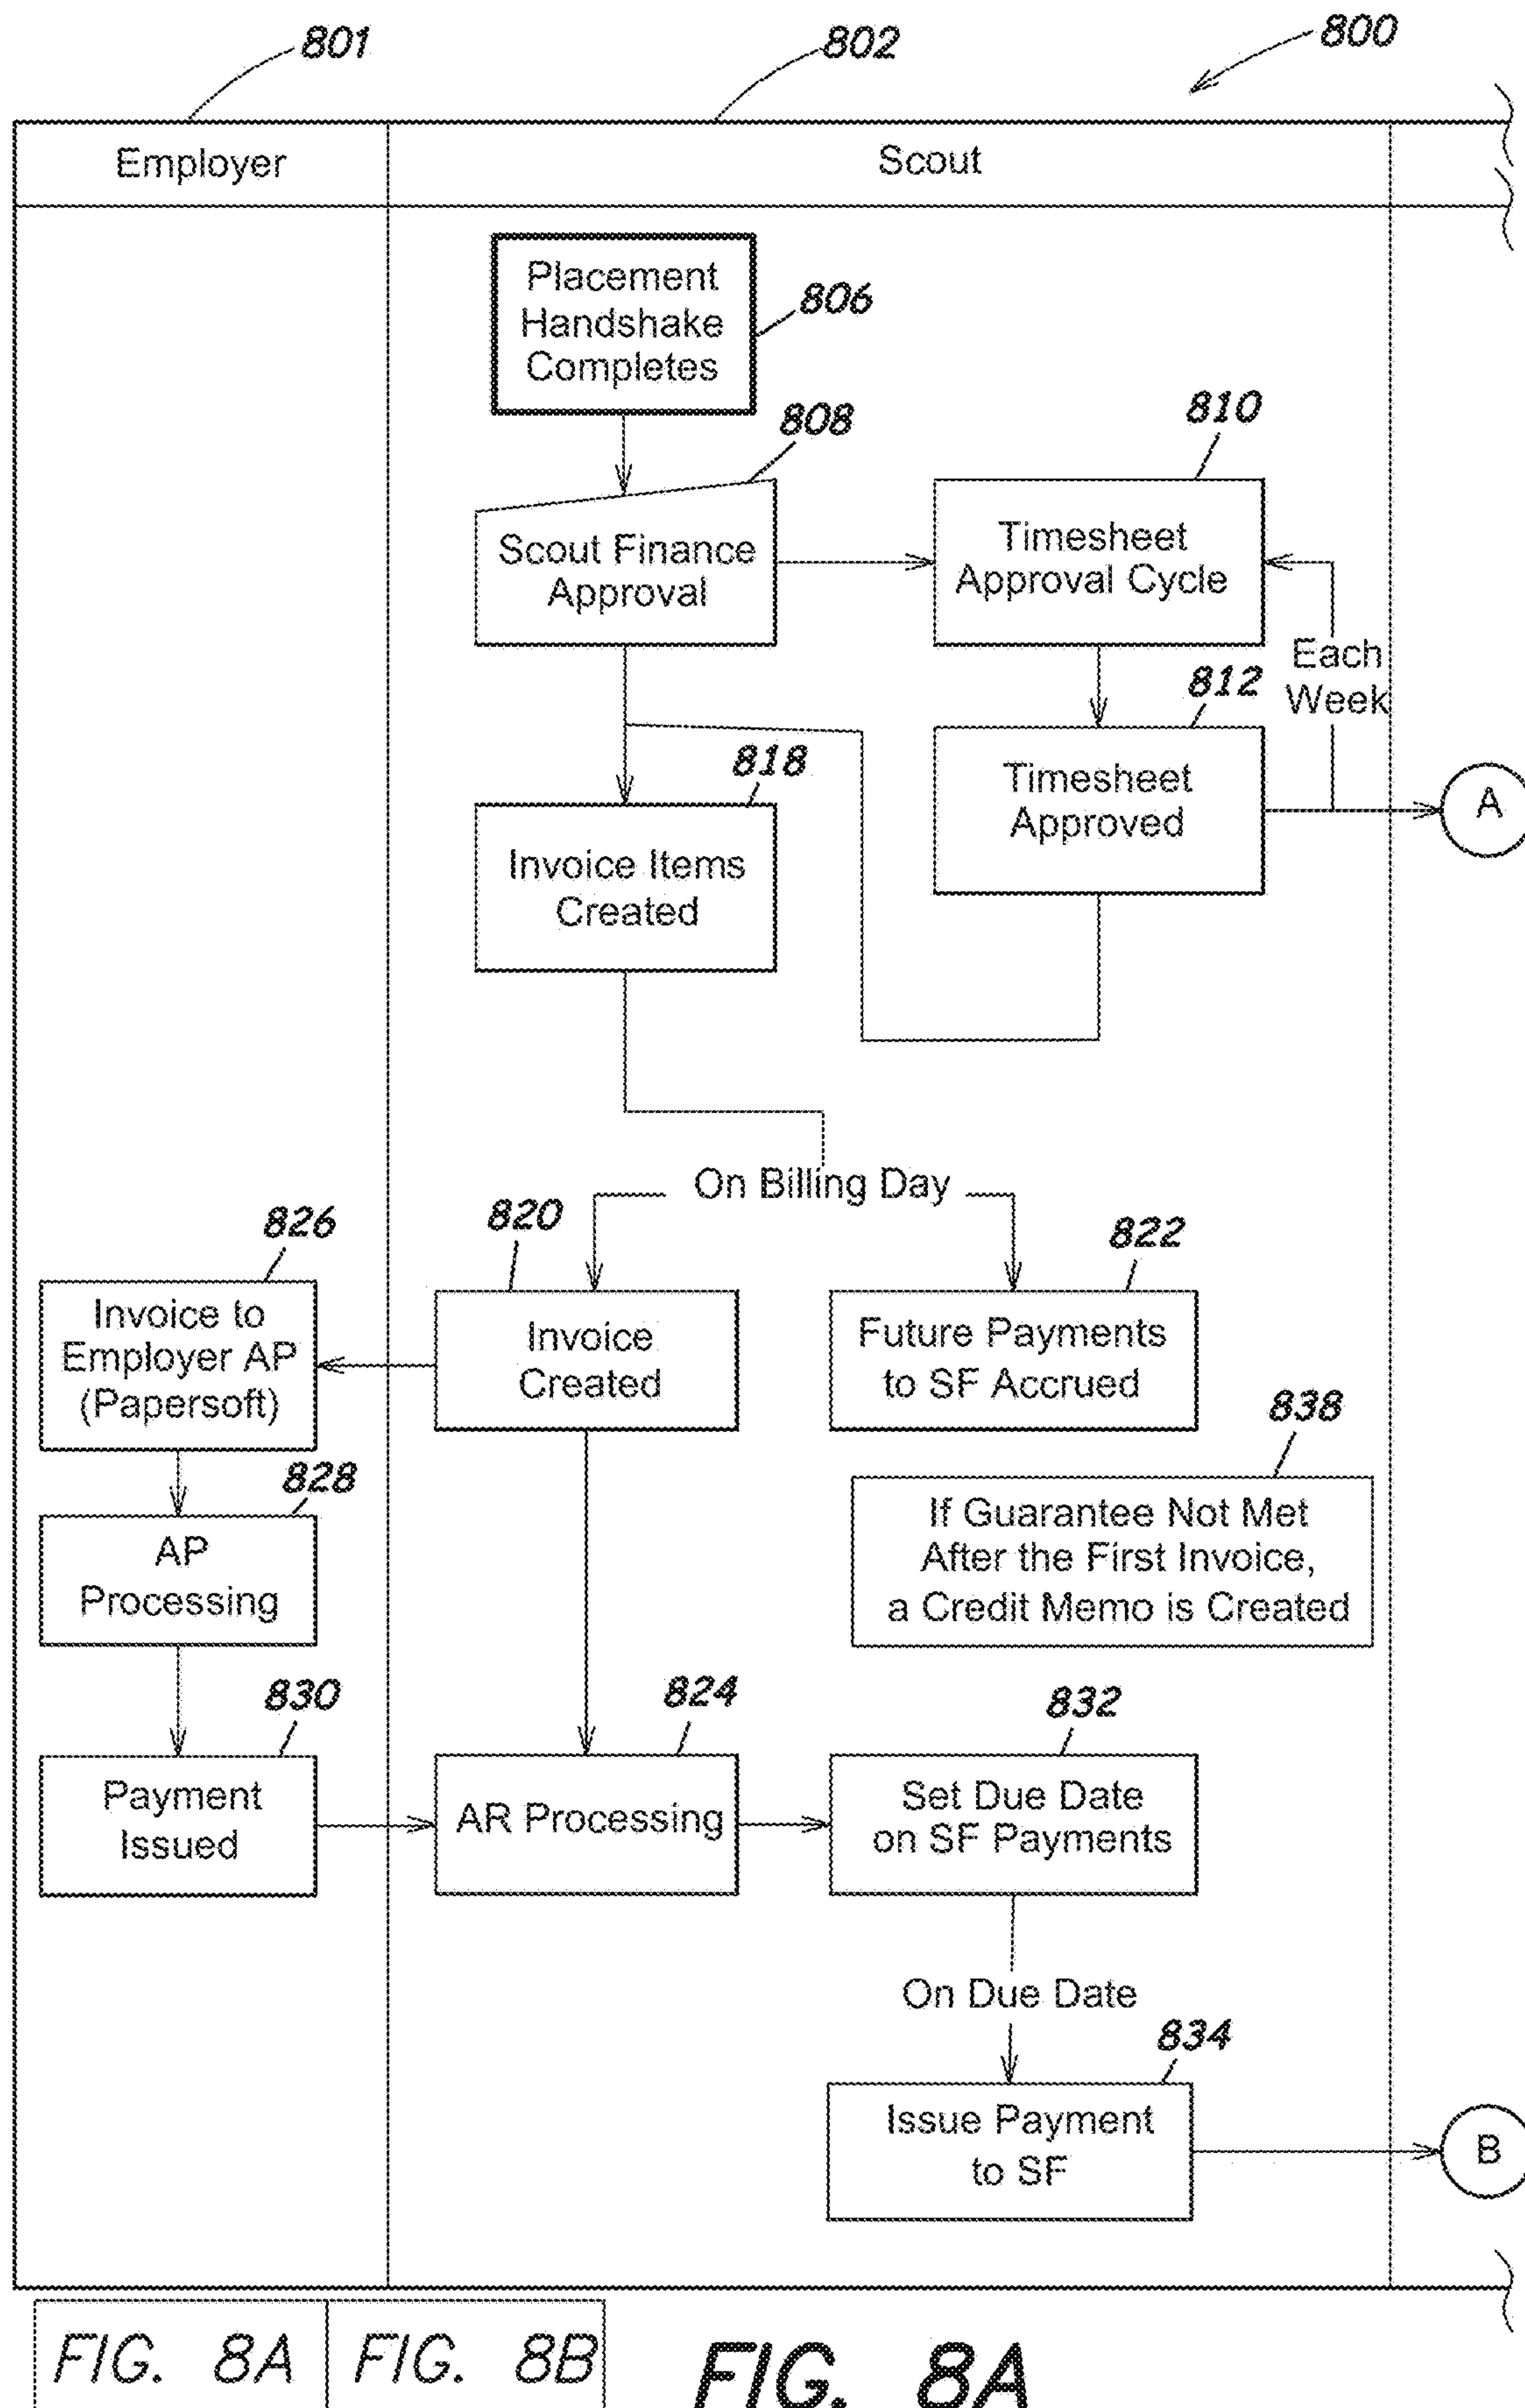 801
802
800
Employer
Scout
Placement
Handshake
Completes
806
808
810
Scout Finance
Approval
Timesheet
Approval Cycle
Each
Week
812
818
Timesheet
Approved
A
Invoice Items
Created
On Billing Day
826
820
822
Invoice to
Employer AP
(Papersoft)
Invoice
Created
Future Payments
to SF Accrued
838
828
If Guarantee Not Met
After the First Invoice,
a Credit Memo is Created
AP
Processing
830
824
832
Payment
Issued
AR Processing
Set Due Date
on SF Payments
On Due Date
834
Issue Payment
to SF
B
FIG. 8A
FIG. 8B
FIG. 8A